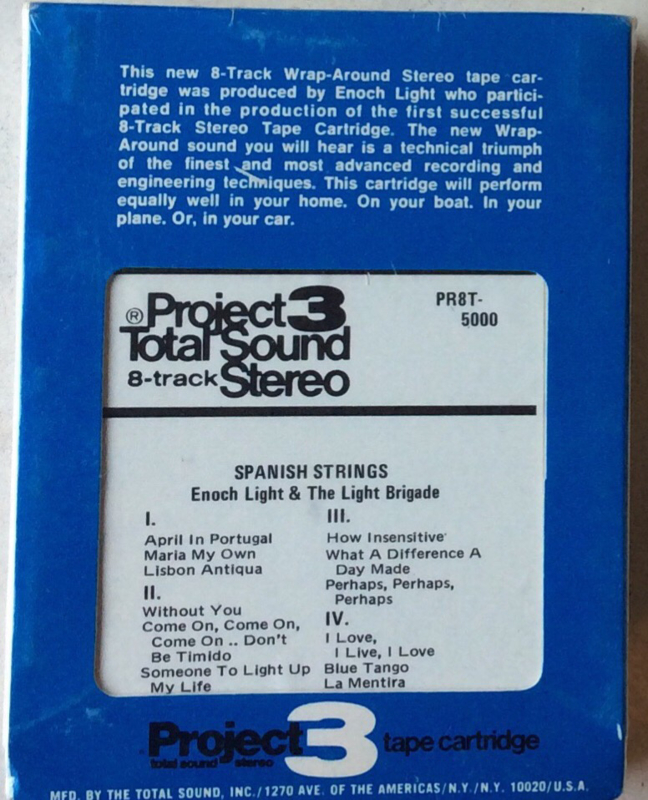 This new 8-Track Wrap-Around Stereo tape car-
tridge was produced by Enoch Light who partici-
pated in the production of the first successful
8-Track Stereo Tape Cartridge. The new Wrap-
Around sound you will hear is a technical triumph
of the finest and most advanced recording and
engineering techniques. This cartridge will perform
equally well in your home. On your boat. In your
plane. Or, in your car.
® Project 3
Total Sound
8-track Stereo
PR8T-
5000
SPANISH STRINGS
Enoch Light & The Light Brigade
I.
April In Portugal
Maria My Own
Lisbon Antiqua
II.
Without You
Come On, Come On,
Come On .. Don't
Be Timido
Someone To Light Up
My Life
III.
How Insensitive
What A Difference A
Day Made
Perhaps, Perhaps,
Perhaps
IV.
I Love,
I Live, I Love
Blue Tango
La Mentira
Project 3 tape cartridge
total sound stereo
MFD. BY THE TOTAL SOUND, INC./1270 AVE. OF THE AMERICAS/N.Y./N.Y. 10020/U.S.A.